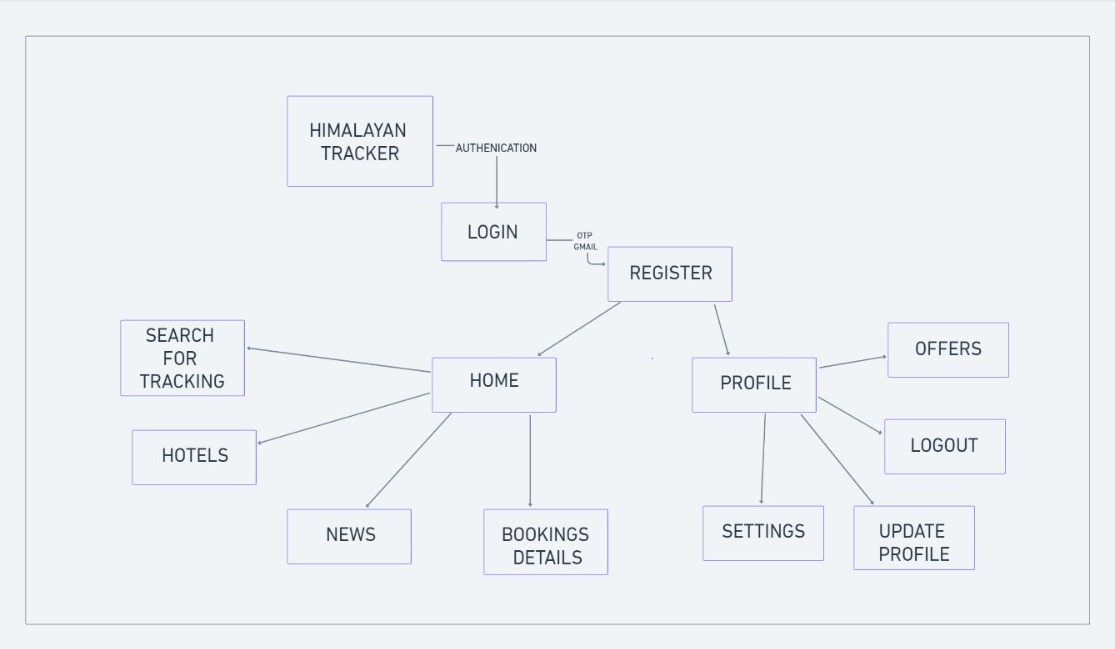 HIMALAYAN
TRACKER
AUTHENICATION
LOGIN
OTP
GMAIL
REGISTER
SEARCH
FOR
TRACKING
HOME
PROFILE
OFFERS
HOTELS
LOGOUT
NEWS
BOOKINGS
DETAILS
SETTINGS
UPDATE
PROFILE